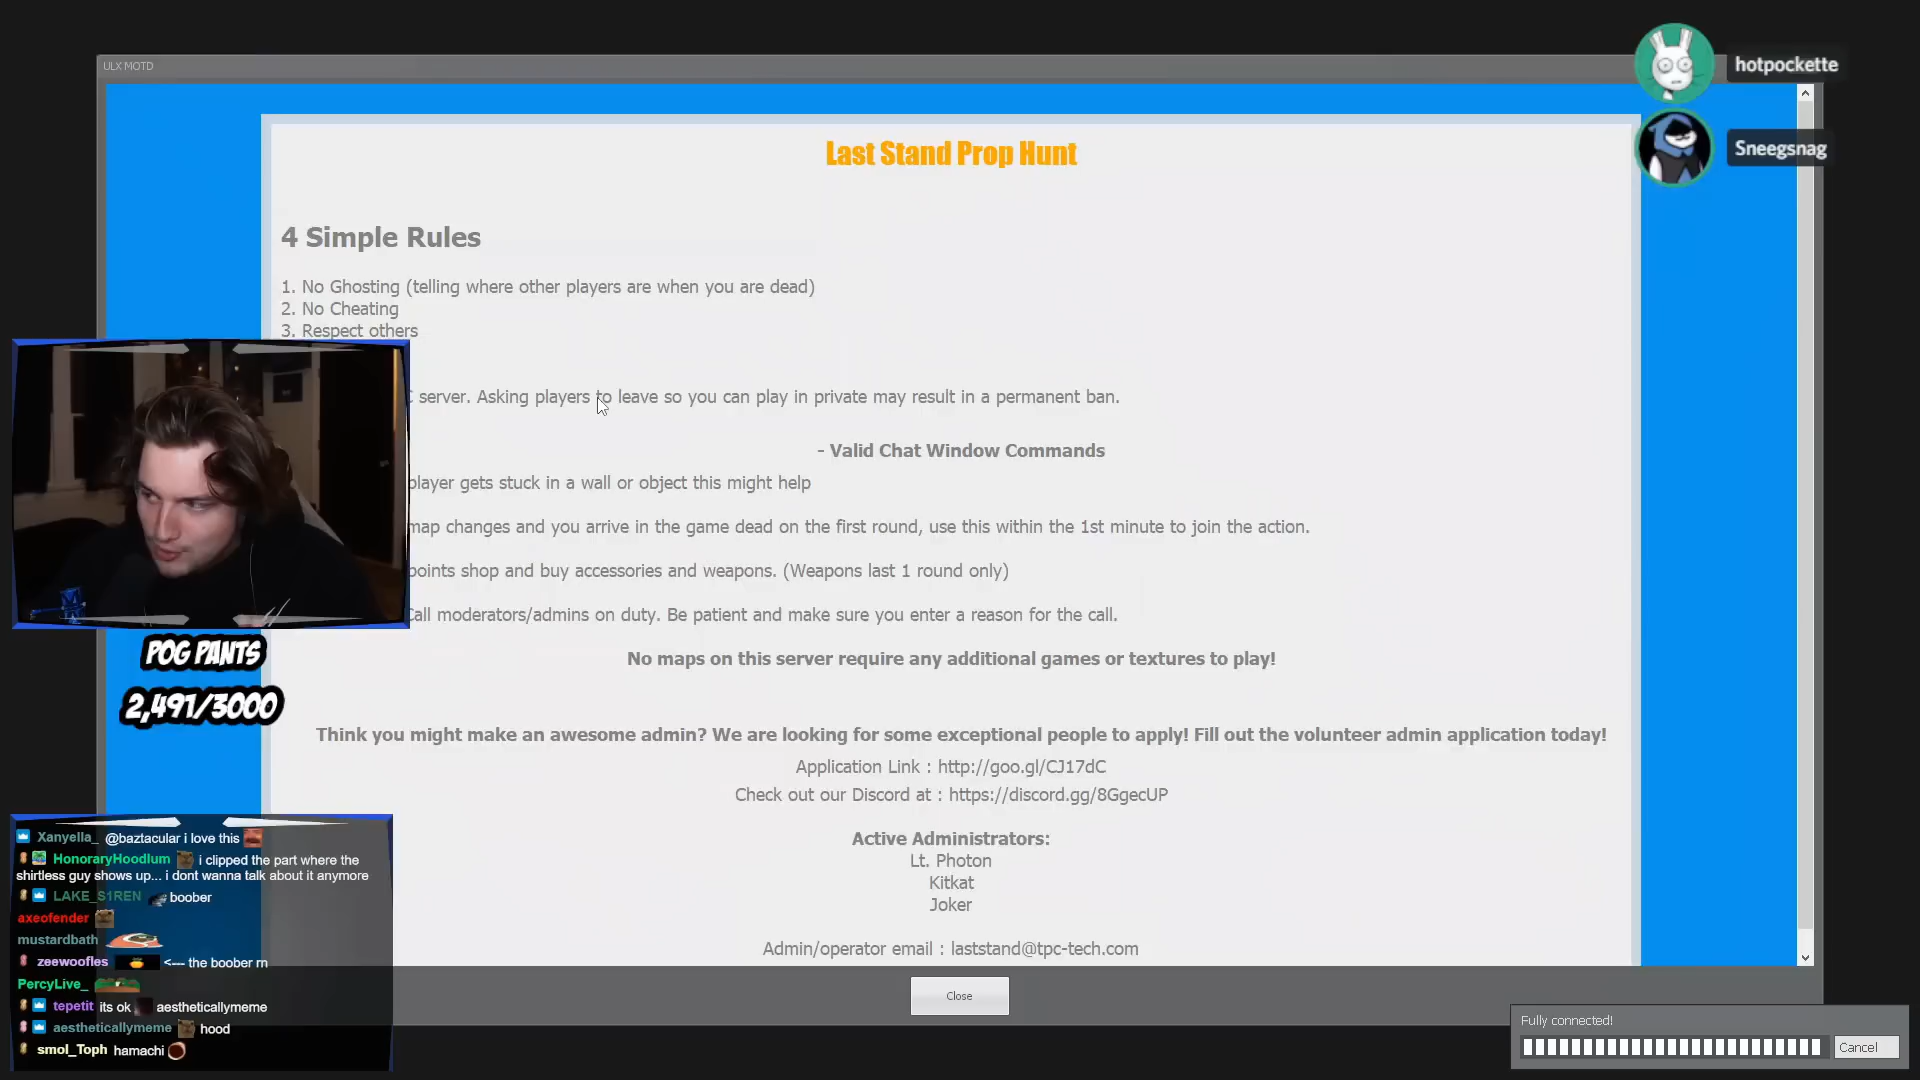 ULX MOTD
hotpockette
Sneegsnag
Last Stand Prop Hunt
4 Simple Rules
1. No Ghosting (telling where other players are when you are dead)
2. No Cheating
3. Respect others
server. Asking players to leave so you can play in private may result in a permanent ban.
- Valid Chat Window Commands
player gets stuck in a wall or object this might help
map changes and you arrive in the game dead on the first round, use this within the 1st minute to join the action.
points shop and buy accessories and weapons. (Weapons last 1 round only)
Call moderators/admins on duty. Be patient and make sure you enter a reason for the call.
No maps on this server require any additional games or textures to play!
Think you might make an awesome admin? We are looking for some exceptional people to apply! Fill out the volunteer admin application today!
Application Link : http://goo.gl/CJ17dC
Check out our Discord at : https://discord.gg/8GgecUP
Active Administrators:
Lt. Photon
Kitkat
Joker
Admin/operator email : laststand@tpc-tech.com
Close
POG PANTS
2,491/3000
Xanyella_ @baztacular i love this
HonoraryHoodlum i clipped the part where the
shirtless guy shows up... i dont wanna talk about it anymore
LAKE_S1REN boober
axeofender
mustardbath
zeewoofles <--- the boober rn
PercyLive_
tepetit its ok aestheticallymeme
aestheticallymeme hood
smol_Toph hamachi
Fully connected!
Cancel